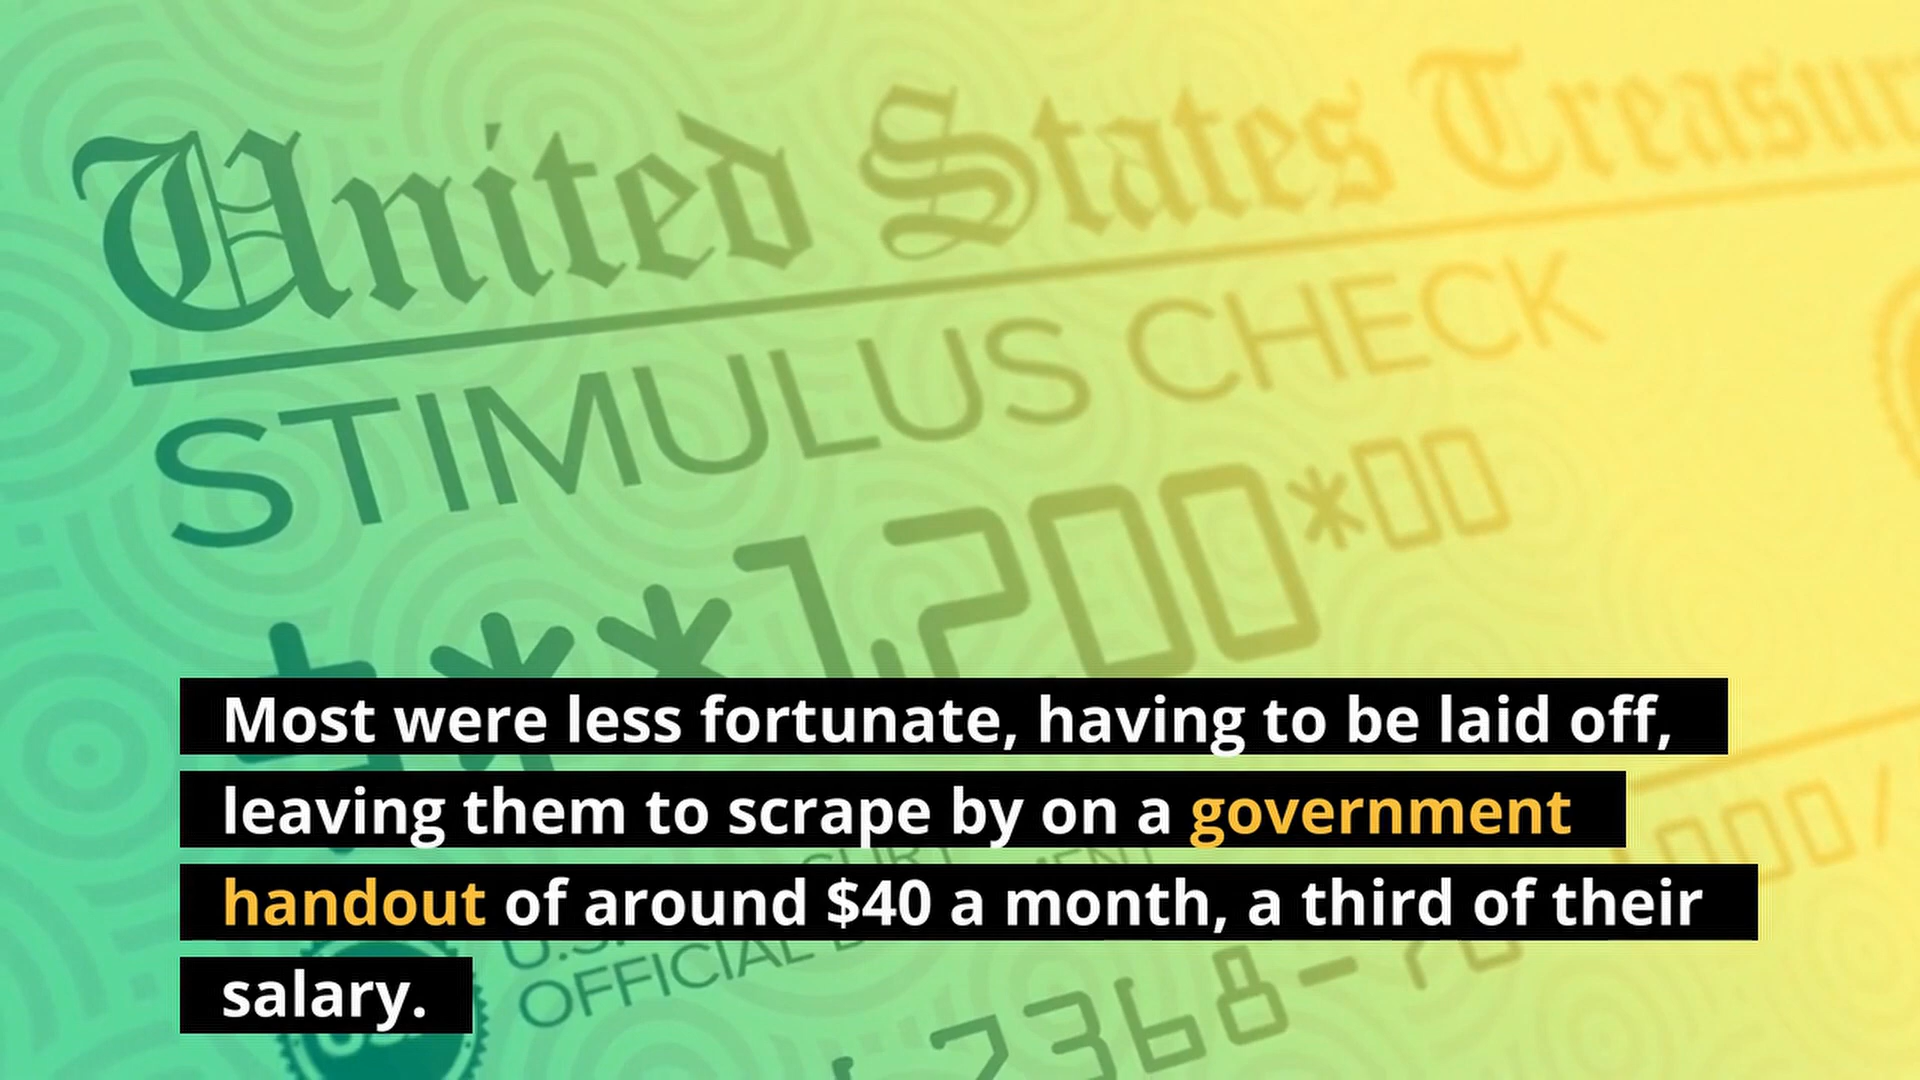 United States Treasur
STIMULUS CHECK
**1,200*00
Most were less fortunate, having to be laid off,
leaving them to scrape by on a government
handout of around $40 a month, a third of their
salary.
OFFICIAL